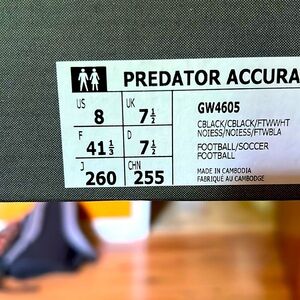 PREDATOR ACCURA
US UK
8 7½
F D
41⅓ 7½
J CHN
260 255
GW4605
CBLACK/CBLACK/FTWWHT
NOIESS/NOIESS/FTWBLA
FOOTBALL/SOCCER
FOOTBALL
MADE IN CAMBODIA
FABRIQUE AU CAMBODGE